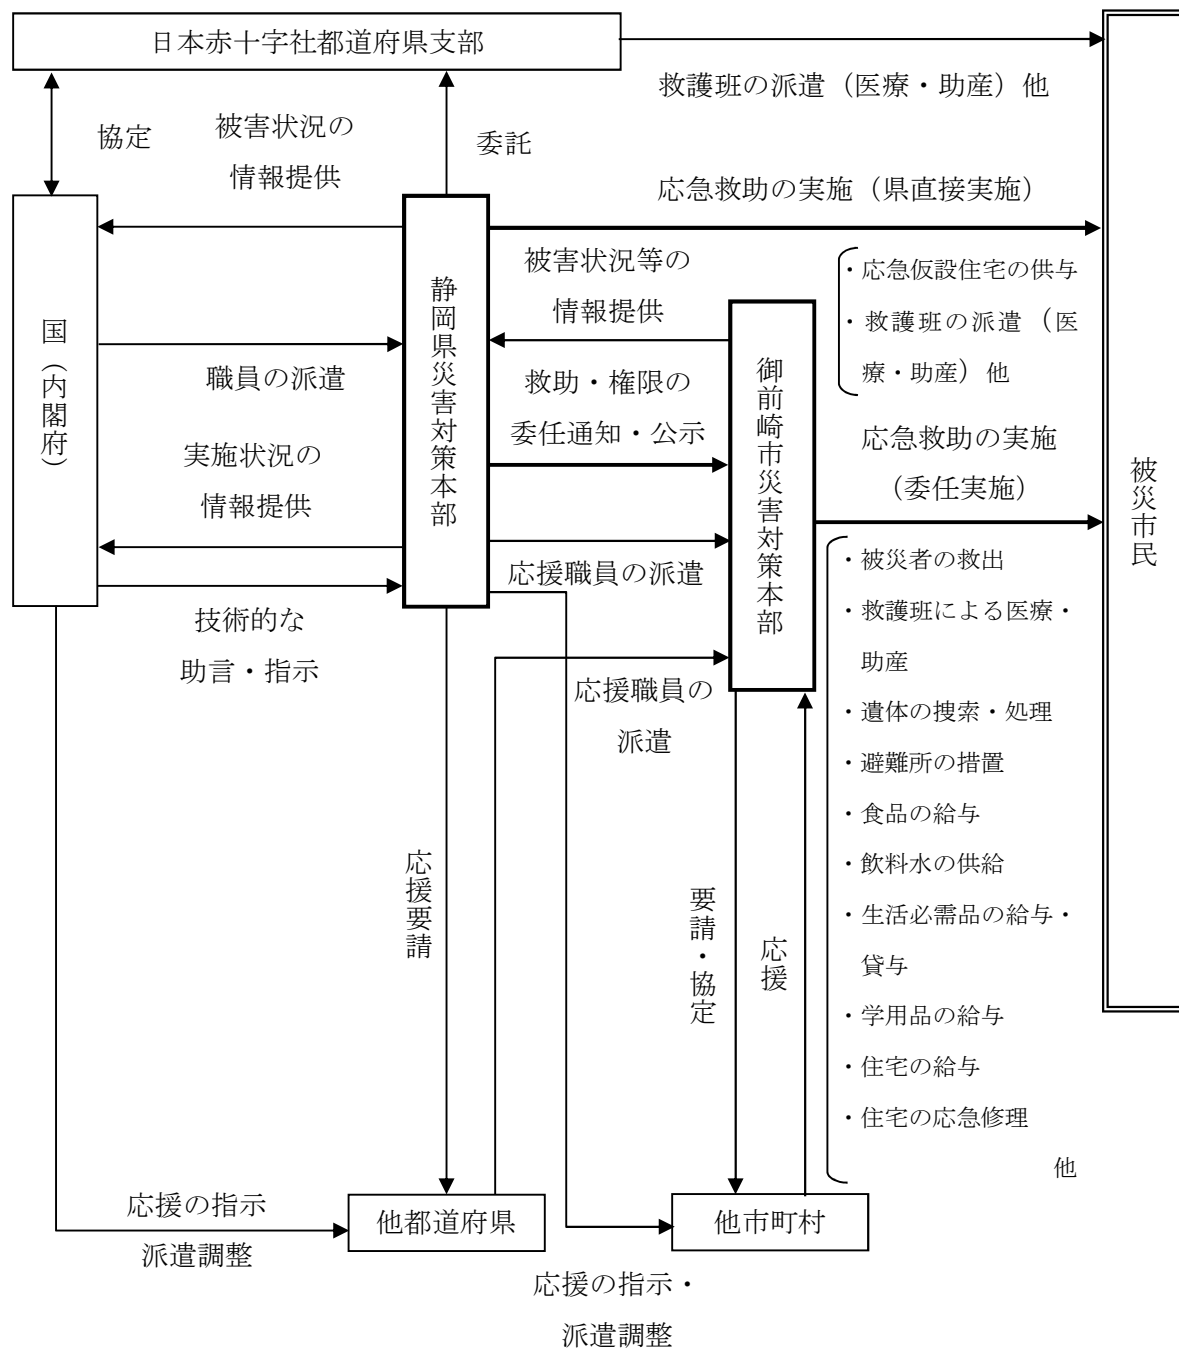 日本赤十字社都道府県支部
救護班の派遣（医療・助産）他
協定
被害状況の
情報提供
委託
応急救助の実施（県直接実施）
国（内閣府）
静岡県災害対策本部
被害状況等の
情報提供
・応急仮設住宅の供与
・救護班の派遣（医
療・助産）他
職員の派遣
救助・権限の
委任通知・公示
御前崎市災害対策本部
応急救助の実施
（委任実施）
被災市民
実施状況の
情報提供
応援職員の派遣
技術的な
助言・指示
応援職員の
派遣
・被災者の救出
・救護班による医療・
助産
・遺体の捜索・処理
・避難所の措置
・食品の給与
・飲料水の供給
・生活必需品の給与・
貸与
・学用品の給与
・住宅の給与
・住宅の応急修理
他
応援要請
要請・協定
応援
応援の指示
派遣調整
他都道府県
他市町村
応援の指示・
派遣調整